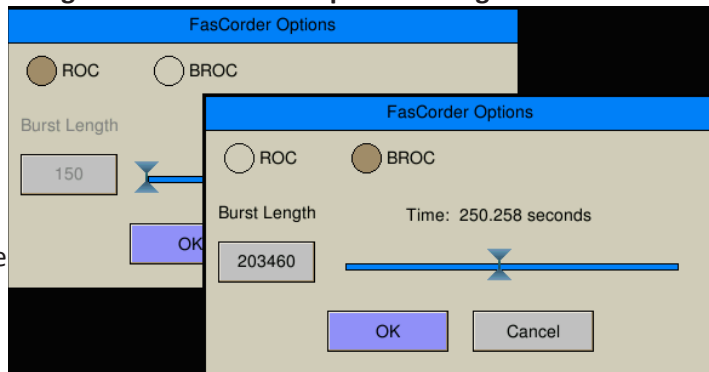 FasCorder Options
ROC BROC
Burst Length
150
OK
FasCorder Options
ROC BROC
Burst Length Time: 250.258 seconds
203460
OK Cancel
e